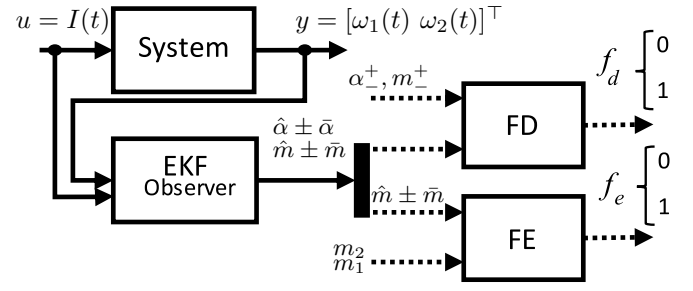 u = I(t)
y = [ω₁(t) ω₂(t)]⊤
System
α₋⁺, m₋⁺
f_d
0
1
FD
α̂ ± ᾱ
m̂ ± m̄
EKF
Observer
m̂ ± m̄
f_e
0
1
FE
m₂
m₁